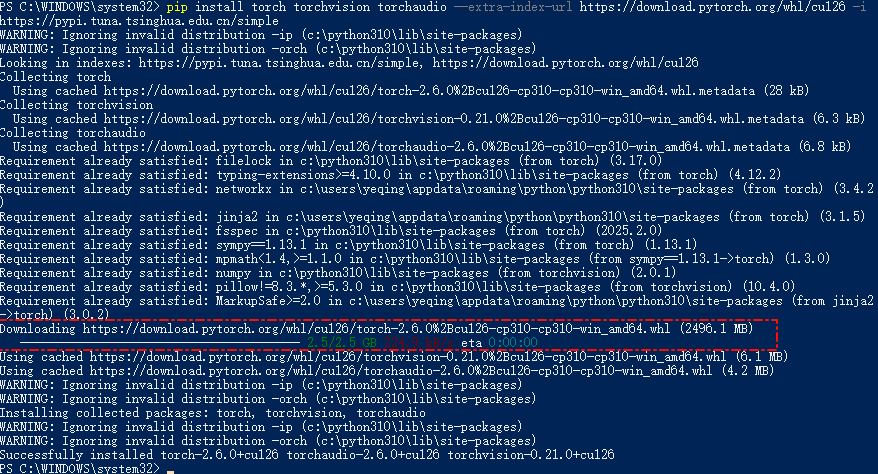 PS C:\WINDOWS\system32> pip install torch torchvision torchaudio --extra-index-url https://download.pytorch.org/whl/cu126 -i
https://pypi.tuna.tsinghua.edu.cn/simple
WARNING: Ignoring invalid distribution -ip (c:\python310\lib\site-packages)
WARNING: Ignoring invalid distribution -orch (c:\python310\lib\site-packages)
Looking in indexes: https://pypi.tuna.tsinghua.edu.cn/simple, https://download.pytorch.org/whl/cu126
Collecting torch
  Using cached https://download.pytorch.org/whl/cu126/torch-2.6.0%2Bcu126-cp310-cp310-win_amd64.whl.metadata (28 kB)
Collecting torchvision
  Using cached https://download.pytorch.org/whl/cu126/torchvision-0.21.0%2Bcu126-cp310-cp310-win_amd64.whl.metadata (6.3 kB)
Collecting torchaudio
  Using cached https://download.pytorch.org/whl/cu126/torchaudio-2.6.0%2Bcu126-cp310-cp310-win_amd64.whl.metadata (6.8 kB)
Requirement already satisfied: filelock in c:\python310\lib\site-packages (from torch) (3.17.0)
Requirement already satisfied: typing-extensions>=4.10.0 in c:\python310\lib\site-packages (from torch) (4.12.2)
Requirement already satisfied: networkx in c:\users\yeqing\appdata\roaming\python\python310\site-packages (from torch) (3.4.2
)
Requirement already satisfied: jinja2 in c:\users\yeqing\appdata\roaming\python\python310\site-packages (from torch) (3.1.5)
Requirement already satisfied: fsspec in c:\python310\lib\site-packages (from torch) (2025.2.0)
Requirement already satisfied: sympy==1.13.1 in c:\python310\lib\site-packages (from torch) (1.13.1)
Requirement already satisfied: mpmath<1.4,>=1.1.0 in c:\python310\lib\site-packages (from sympy==1.13.1->torch) (1.3.0)
Requirement already satisfied: numpy in c:\python310\lib\site-packages (from torchvision) (2.0.1)
Requirement already satisfied: pillow!=8.3.*,>=5.3.0 in c:\python310\lib\site-packages (from torchvision) (10.4.0)
Requirement already satisfied: MarkupSafe>=2.0 in c:\users\yeqing\appdata\roaming\python\python310\site-packages (from jinja2
->torch) (3.0.2)
Downloading https://download.pytorch.org/whl/cu126/torch-2.6.0%2Bcu126-cp310-cp310-win_amd64.whl (2496.1 MB)
2.5/2.5 GB eta 0:00:00
Using cached https://download.pytorch.org/whl/cu126/torchvision-0.21.0%2Bcu126-cp310-cp310-win_amd64.whl (6.1 MB)
Using cached https://download.pytorch.org/whl/cu126/torchaudio-2.6.0%2Bcu126-cp310-cp310-win_amd64.whl (4.2 MB)
WARNING: Ignoring invalid distribution -ip (c:\python310\lib\site-packages)
WARNING: Ignoring invalid distribution -orch (c:\python310\lib\site-packages)
Installing collected packages: torch, torchvision, torchaudio
WARNING: Ignoring invalid distribution -ip (c:\python310\lib\site-packages)
WARNING: Ignoring invalid distribution -orch (c:\python310\lib\site-packages)
Successfully installed torch-2.6.0+cu126 torchaudio-2.6.0+cu126 torchvision-0.21.0+cu126
PS C:\WINDOWS\system32>